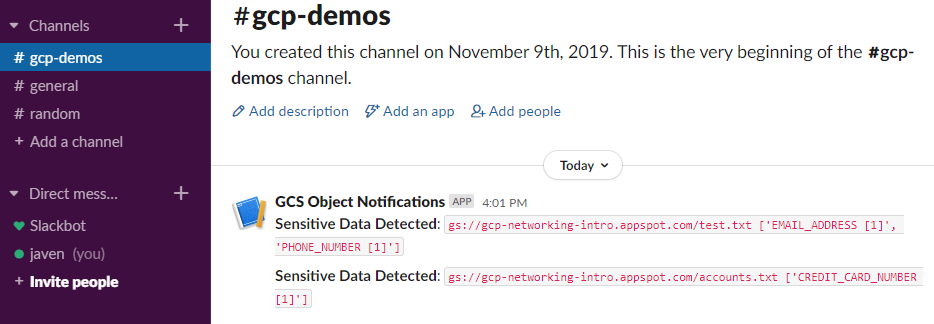 Channels +
# gcp-demos
# general
# random
+ Add a channel
Direct mess... +
Slackbot
javen (you)
+ Invite people
#gcp-demos
You created this channel on November 9th, 2019. This is the very beginning of the #gcp-
demos channel.
Add description Add an app Add people
Today
GCS Object Notifications APP 4:01 PM
Sensitive Data Detected: gs://gcp-networking-intro.appspot.com/test.txt ['EMAIL_ADDRESS [1]',
'PHONE_NUMBER [1]']
Sensitive Data Detected: gs://gcp-networking-intro.appspot.com/accounts.txt ['CREDIT_CARD_NUMBER
[1]']